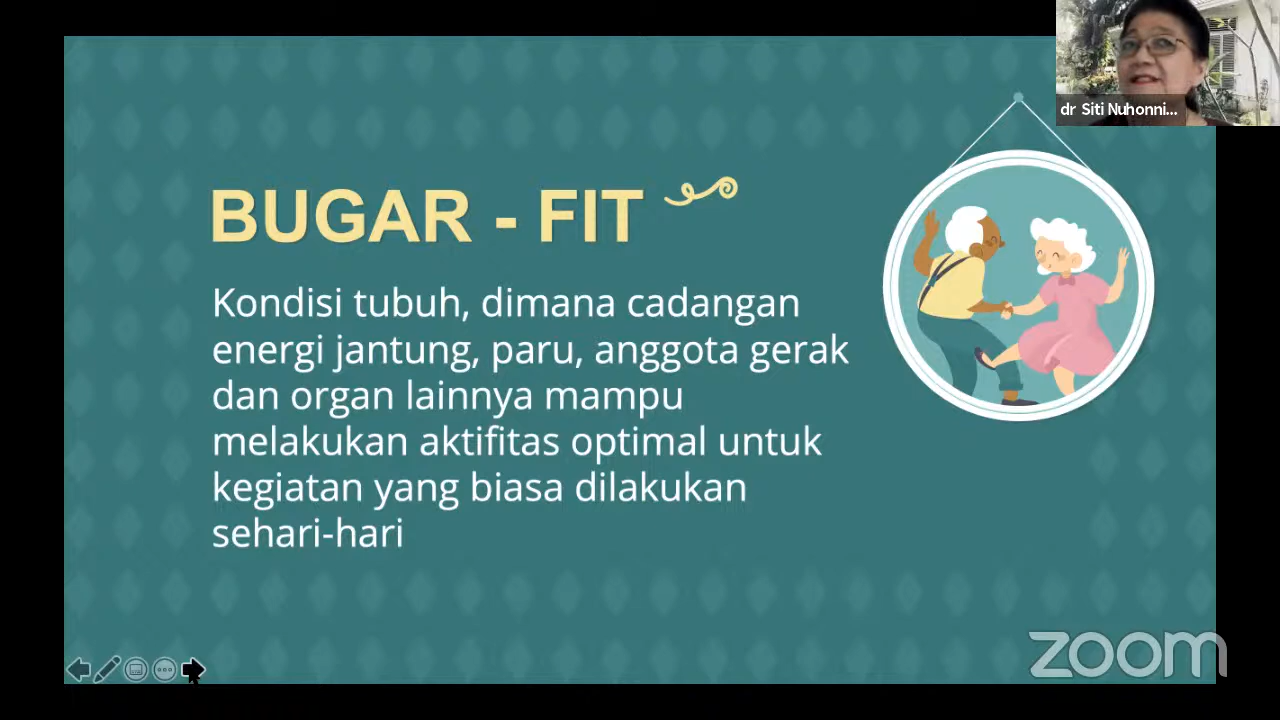 dr Siti Nuhonni...
BUGAR - FIT
Kondisi tubuh, dimana cadangan
energi jantung, paru, anggota gerak
dan organ lainnya mampu
melakukan aktifitas optimal untuk
kegiatan yang biasa dilakukan
sehari-hari
zoom